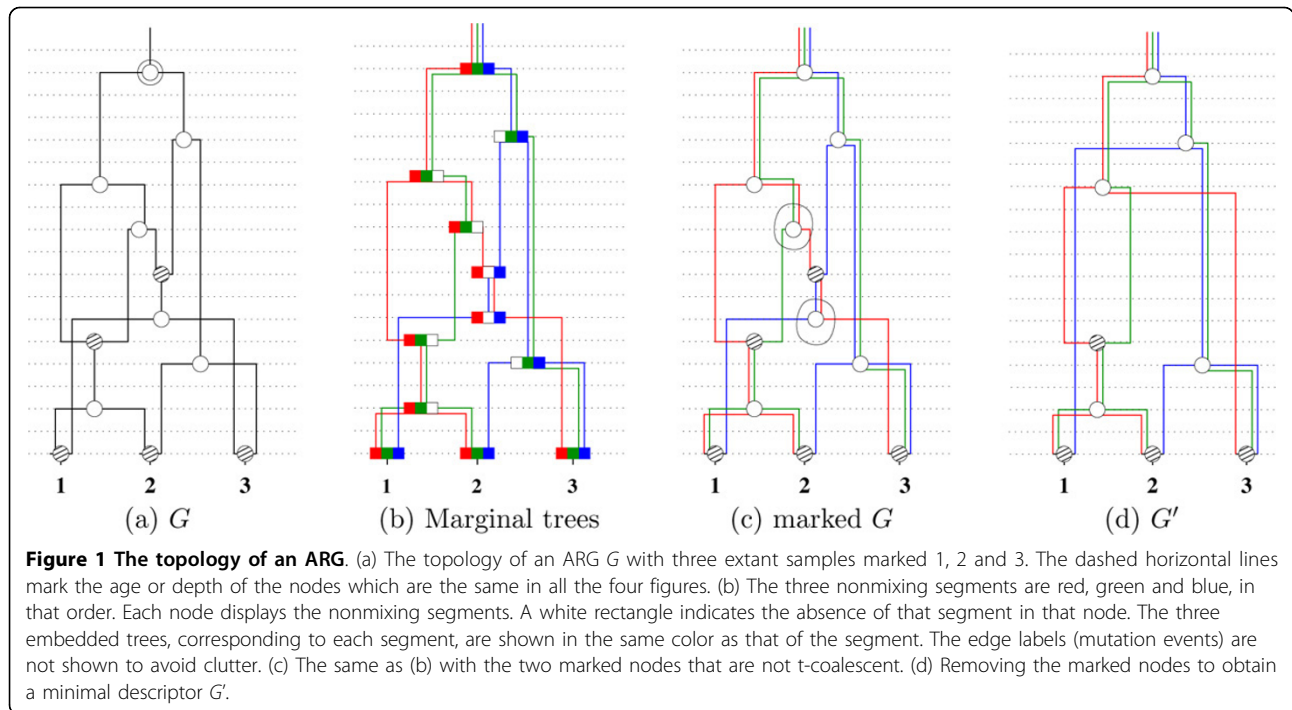 1 2 3
(a) G
1 2 3
(b) Marginal trees
1 2 3
(c) marked G
1 2 3
(d) G′
Figure 1 The topology of an ARG. (a) The topology of an ARG G with three extant samples marked 1, 2 and 3. The dashed horizontal lines
mark the age or depth of the nodes which are the same in all the four figures. (b) The three nonmixing segments are red, green and blue, in
that order. Each node displays the nonmixing segments. A white rectangle indicates the absence of that segment in that node. The three
embedded trees, corresponding to each segment, are shown in the same color as that of the segment. The edge labels (mutation events) are
not shown to avoid clutter. (c) The same as (b) with the two marked nodes that are not t-coalescent. (d) Removing the marked nodes to obtain
a minimal descriptor G′.